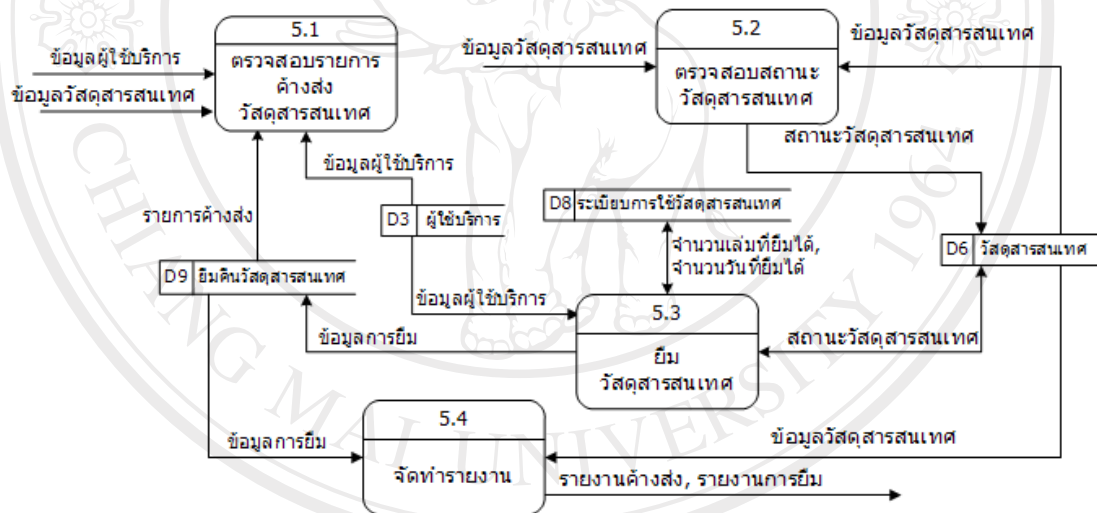 5.1
ตรวจสอบรายการ
ค้างส่ง
วัสดุสารสนเทศ
ข้อมูลผู้ใช้บริการ
ข้อมูลวัสดุสารสนเทศ
5.2
ตรวจสอบสถานะ
วัสดุสารสนเทศ
ข้อมูลวัสดุสารสนเทศ
ข้อมูลวัสดุสารสนเทศ
สถานะวัสดุสารสนเทศ
ข้อมูลผู้ใช้บริการ
รายการค้างส่ง
D3 ผู้ใช้บริการ
D8 ระเบียบการใช้วัสดุสารสนเทศ
จำนวนเล่มที่ยืมได้,
จำนวนวันที่ยืมได้
D6 วัสดุสารสนเทศ
D9 ยืมคืนวัสดุสารสนเทศ
ข้อมูลผู้ใช้บริการ
5.3
ยืม
วัสดุสารสนเทศ
ข้อมูลการยืม
สถานะวัสดุสารสนเทศ
5.4
จัดทำรายงาน
ข้อมูลการยืม
ข้อมูลวัสดุสารสนเทศ
รายงานค้างส่ง, รายงานการยืม
CHIANG MAI UNIVERSITY 1964